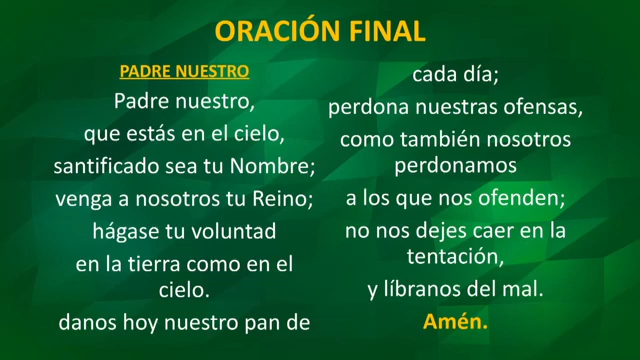 ORACIÓN FINAL
PADRE NUESTRO
Padre nuestro,
que estás en el cielo,
santificado sea tu Nombre;
venga a nosotros tu Reino;
hágase tu voluntad
en la tierra como en el
cielo.
danos hoy nuestro pan de
cada día;
perdona nuestras ofensas,
como también nosotros
perdonamos
a los que nos ofenden;
no nos dejes caer en la
tentación,
y líbranos del mal.
Amén.